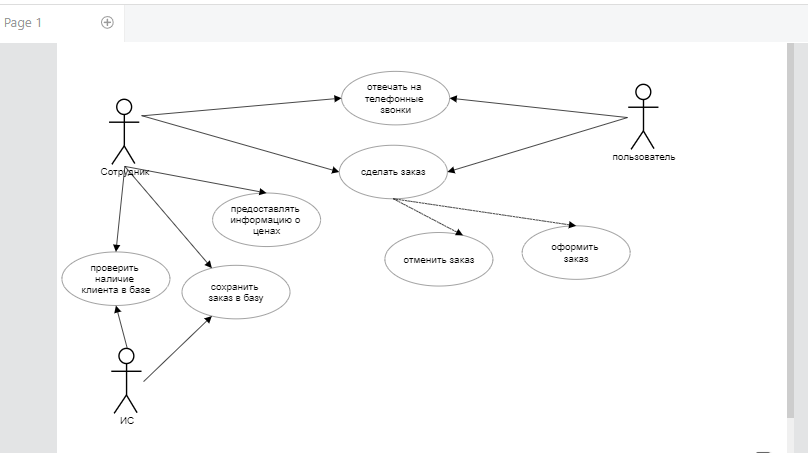 Page 1
отвечать на
телефонные
звонки
Сотрудник
пользователь
сделать заказ
предоставлять
информацию о
ценах
отменить заказ
оформить
заказ
проверить
наличие
клиента в базе
сохранить
заказ в базу
ИС